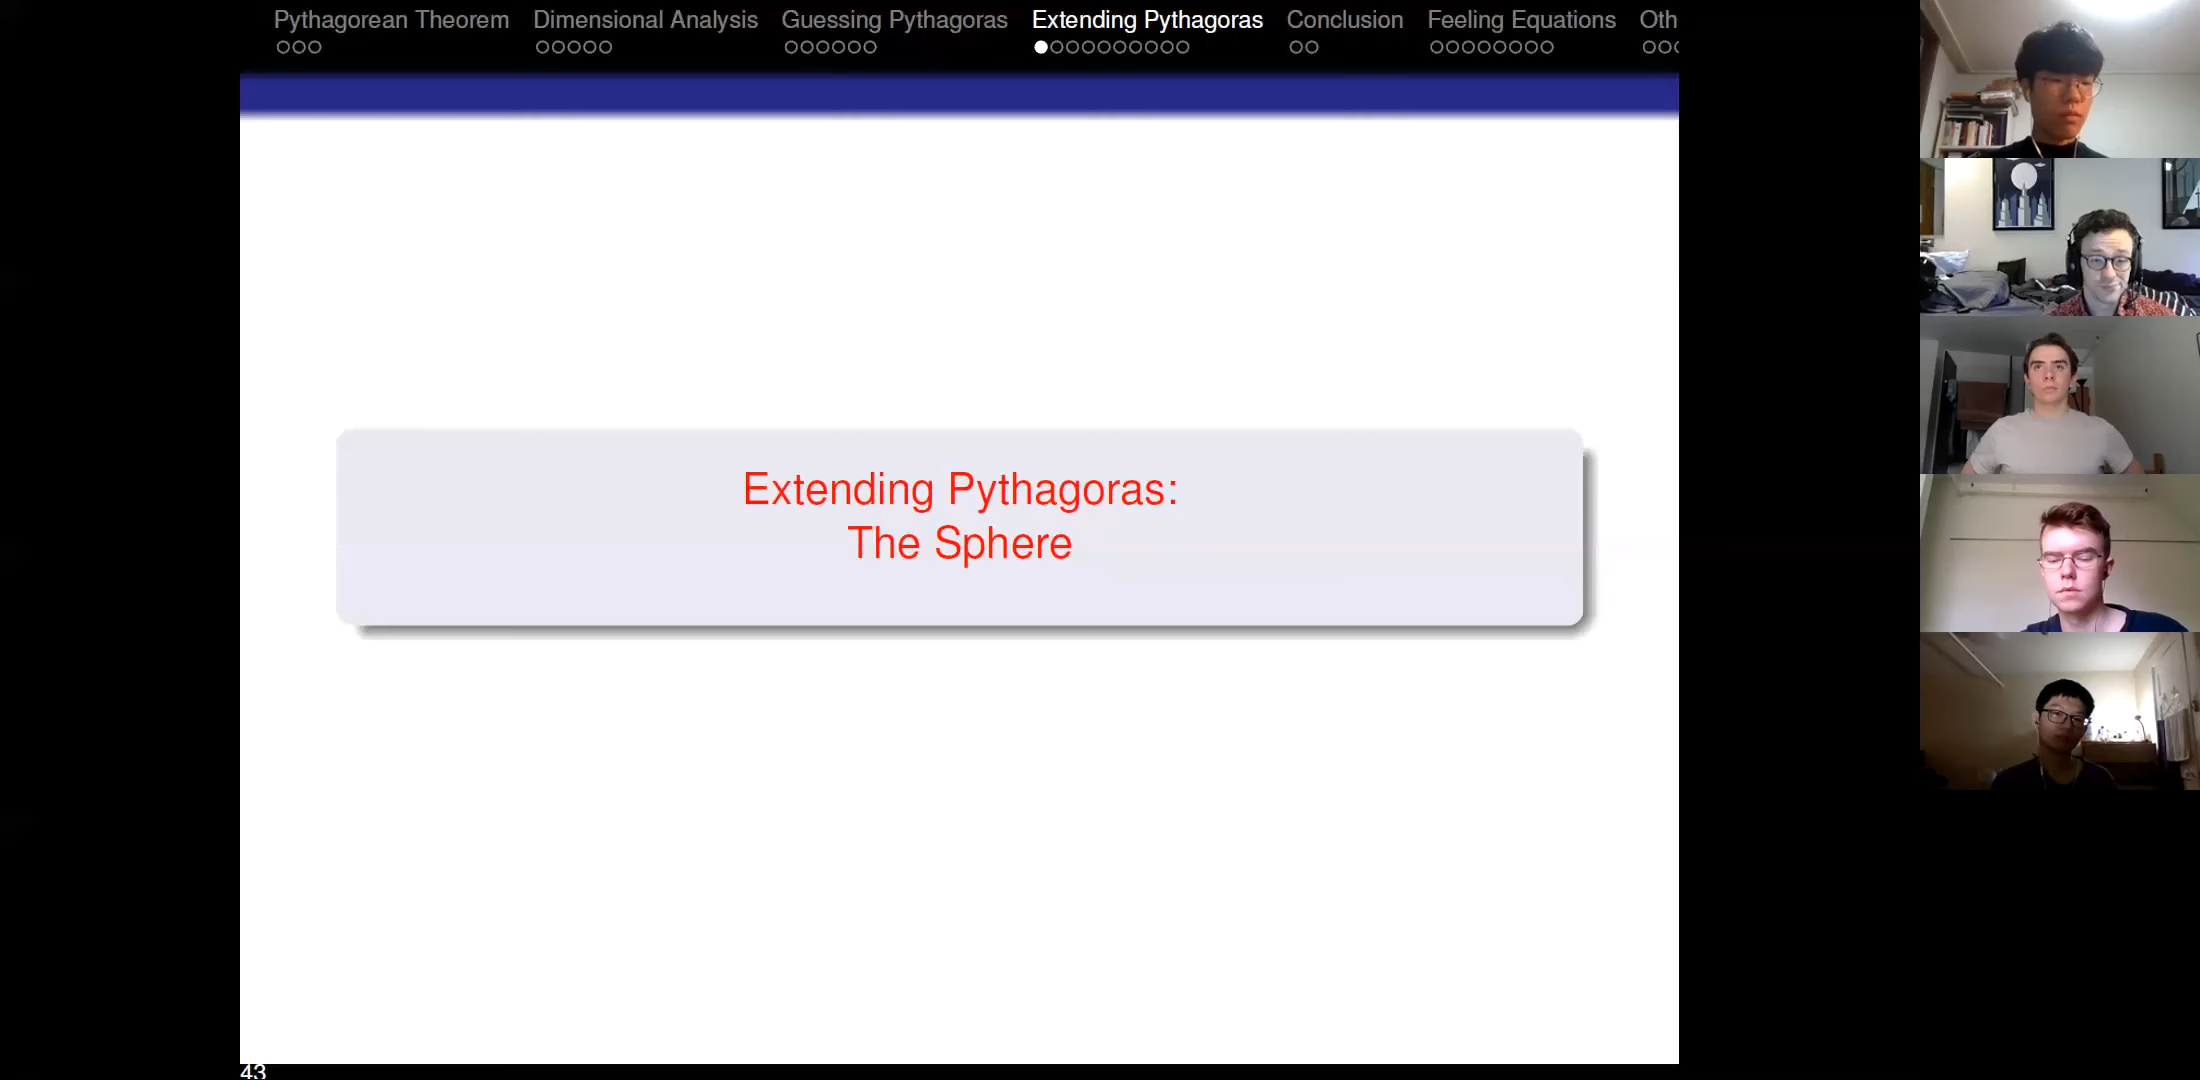 Pythagorean Theorem Dimensional Analysis Guessing Pythagoras Extending Pythagoras Conclusion Feeling Equations Oth
Extending Pythagoras:
The Sphere
43